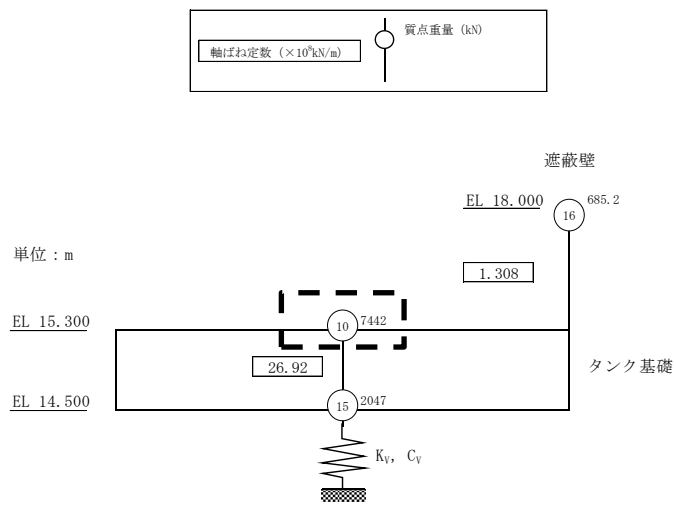 質点重量 (kN)
軸ばね定数 (×10⁸kN/m)
遮蔽壁
EL 18.000
16
685.2
単位：m
1.308
EL 15.300
10
7442
26.92
タンク基礎
EL 14.500
15
2047
Kᵥ, Cᵥ